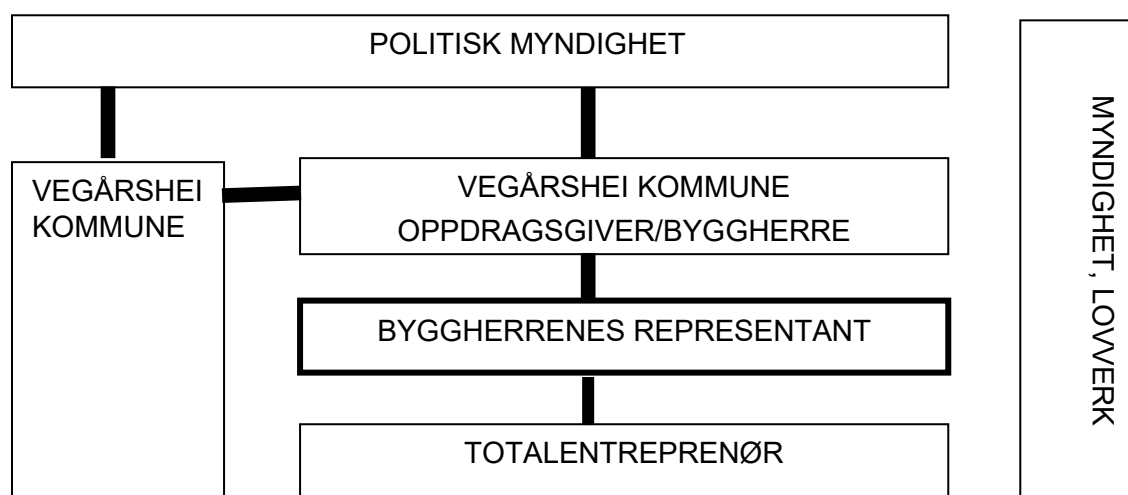 POLITISK MYNDIGHET
VEGÅRSHEI
KOMMUNE
VEGÅRSHEI KOMMUNE
OPPDRAGSGIVER/BYGGHERRE
BYGGHERRENES REPRESENTANT
TOTALENTREPRENØR
MYNDIGHET, LOVVERK